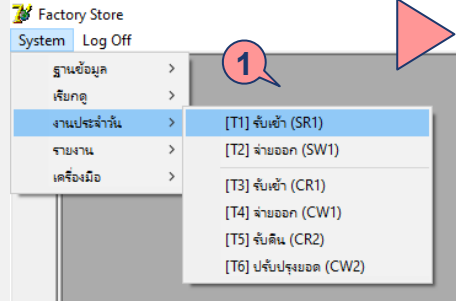 Factory Store
System Log Off
1
ฐานข้อมูล
เรียกดู
งานประจำวัน
รายงาน
เครื่องมือ
[T1] รับเข้า (SR1)
[T2] จ่ายออก (SW1)
[T3] รับเข้า (CR1)
[T4] จ่ายออก (CW1)
[T5] รับคืน (CR2)
[T6] ปรับปรุงยอด (CW2)